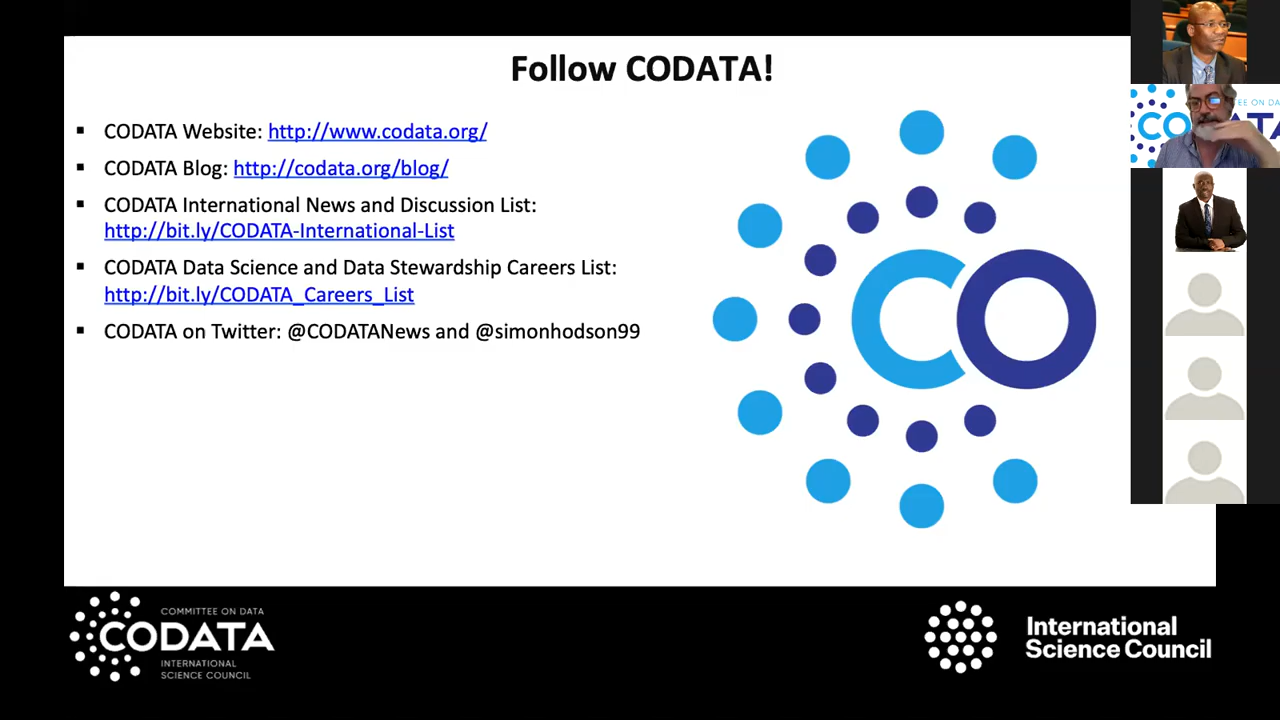 Follow CODATA!
CODATA Website: http://www.codata.org/
CODATA Blog: http://codata.org/blog/
CODATA International News and Discussion List:
http://bit.ly/CODATA-International-List
CODATA Data Science and Data Stewardship Careers List:
http://bit.ly/CODATA_Careers_List
CODATA on Twitter: @CODATANews and @simonhodson99
CO
COMMITTEE ON DATA
CODATA
INTERNATIONAL
SCIENCE COUNCIL
International
Science Council